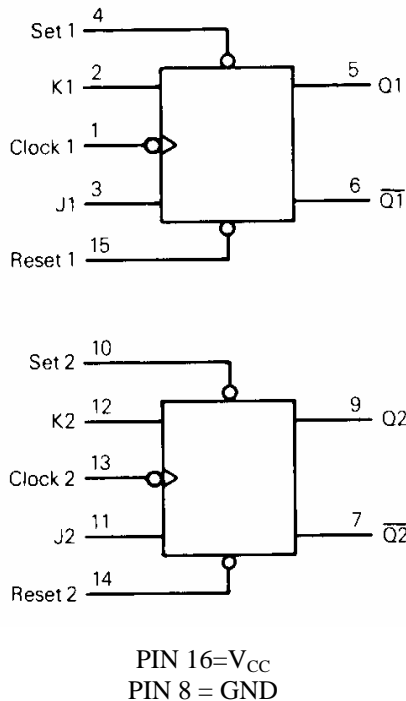 4
Set 1
2
5
K1
Q1
1
Clock 1
3
6
J1
Q1
15
Reset 1
10
Set 2
12
9
K2
Q2
13
Clock 2
11
7
J2
Q2
14
Reset 2
PIN 16=VCC
PIN 8 = GND